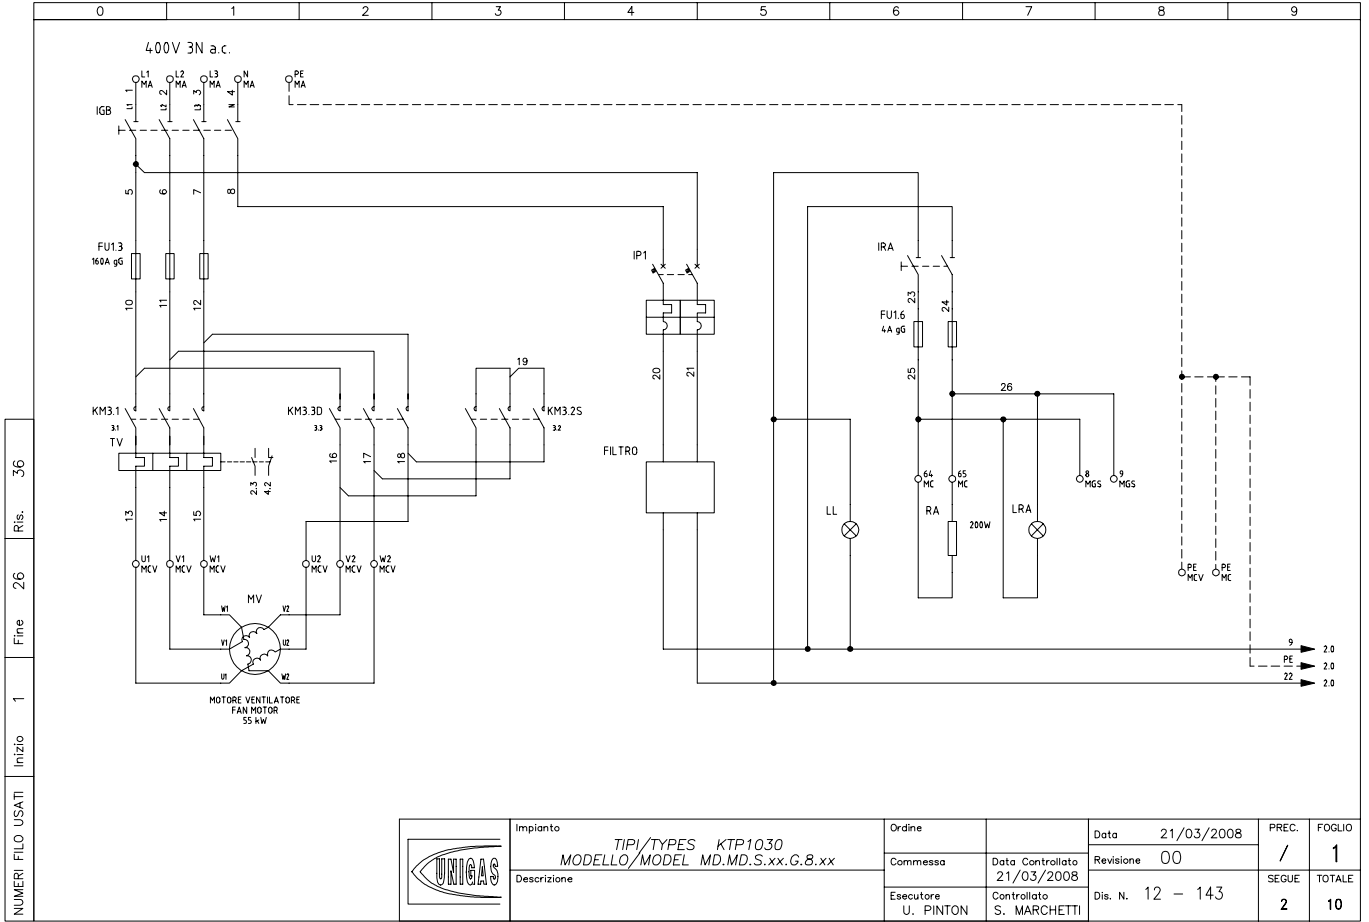 0 1 2 3 4 5 6 7 8 9
400V 3N a.c.
L1 MA
L2 MA
L3 MA
N MA
PE MA
1 2 3 4
L1 L2 L3 N
IGB
5 6 7 8
FU1.3
160A gG
10 11 12
IP1
IRA
23 24
FU1.6
4A gG
20 21
25
19
26
KM3.1
3.1
KM3.3D
3.3
KM3.2S
3.2
TV
2.3 4.2
16 17 18
FILTRO
64 MC
65 MC
8 MGS
9 MGS
LL
RA
200W
LRA
13 14 15
U1 MCV
V1 MCV
W1 MCV
U2 MCV
V2 MCV
W2 MCV
PE MCV
PE MC
MV
W1 V2
V1 U2
U1 W2
MOTORE VENTILATORE
FAN MOTOR
55 kW
9 2.0
PE 2.0
22 2.0
NUMERI FILO USATI
Inizio 1
Fine 26
Ris. 36
UNIGAS
Impianto
TIPI/TYPES KTP1030
MODELLO/MODEL MD.MD.S.xx.G.8.xx
Descrizione
Ordine
Commessa
Esecutore
U. PINTON
Data Controllato
21/03/2008
Controllato
S. MARCHETTI
Data 21/03/2008
Revisione 00
Dis. N. 12 - 143
PREC.
/
FOGLIO
1
SEGUE
2
TOTALE
10